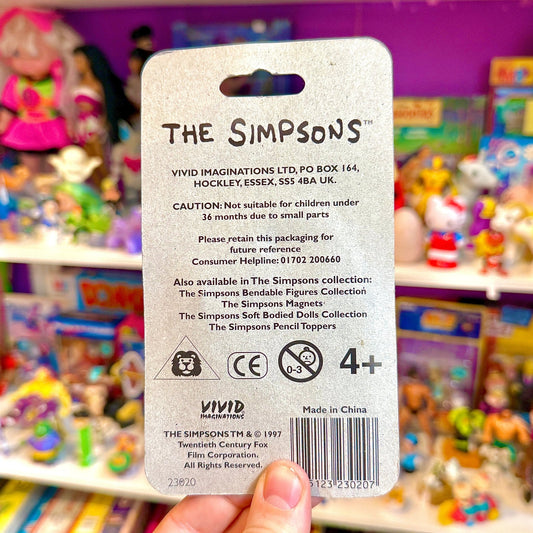 THE SIMPSONS™
VIVID IMAGINATIONS LTD, PO BOX 164,
HOCKLEY, ESSEX, SS5 4BA UK.
CAUTION: Not suitable for children under
36 months due to small parts
Please retain this packaging for
future reference
Consumer Helpline: 01702 200660
Also available in The Simpsons collection:
The Simpsons Bendable Figures Collection
The Simpsons Magnets
The Simpsons Soft Bodied Dolls Collection
The Simpsons Pencil Toppers
CE
0-3
4+
VIVID
IMAGINATIONS
Made in China
THE SIMPSONS TM & © 1997
Twentieth Century Fox
Film Corporation.
All Rights Reserved.
23020
5123 230207